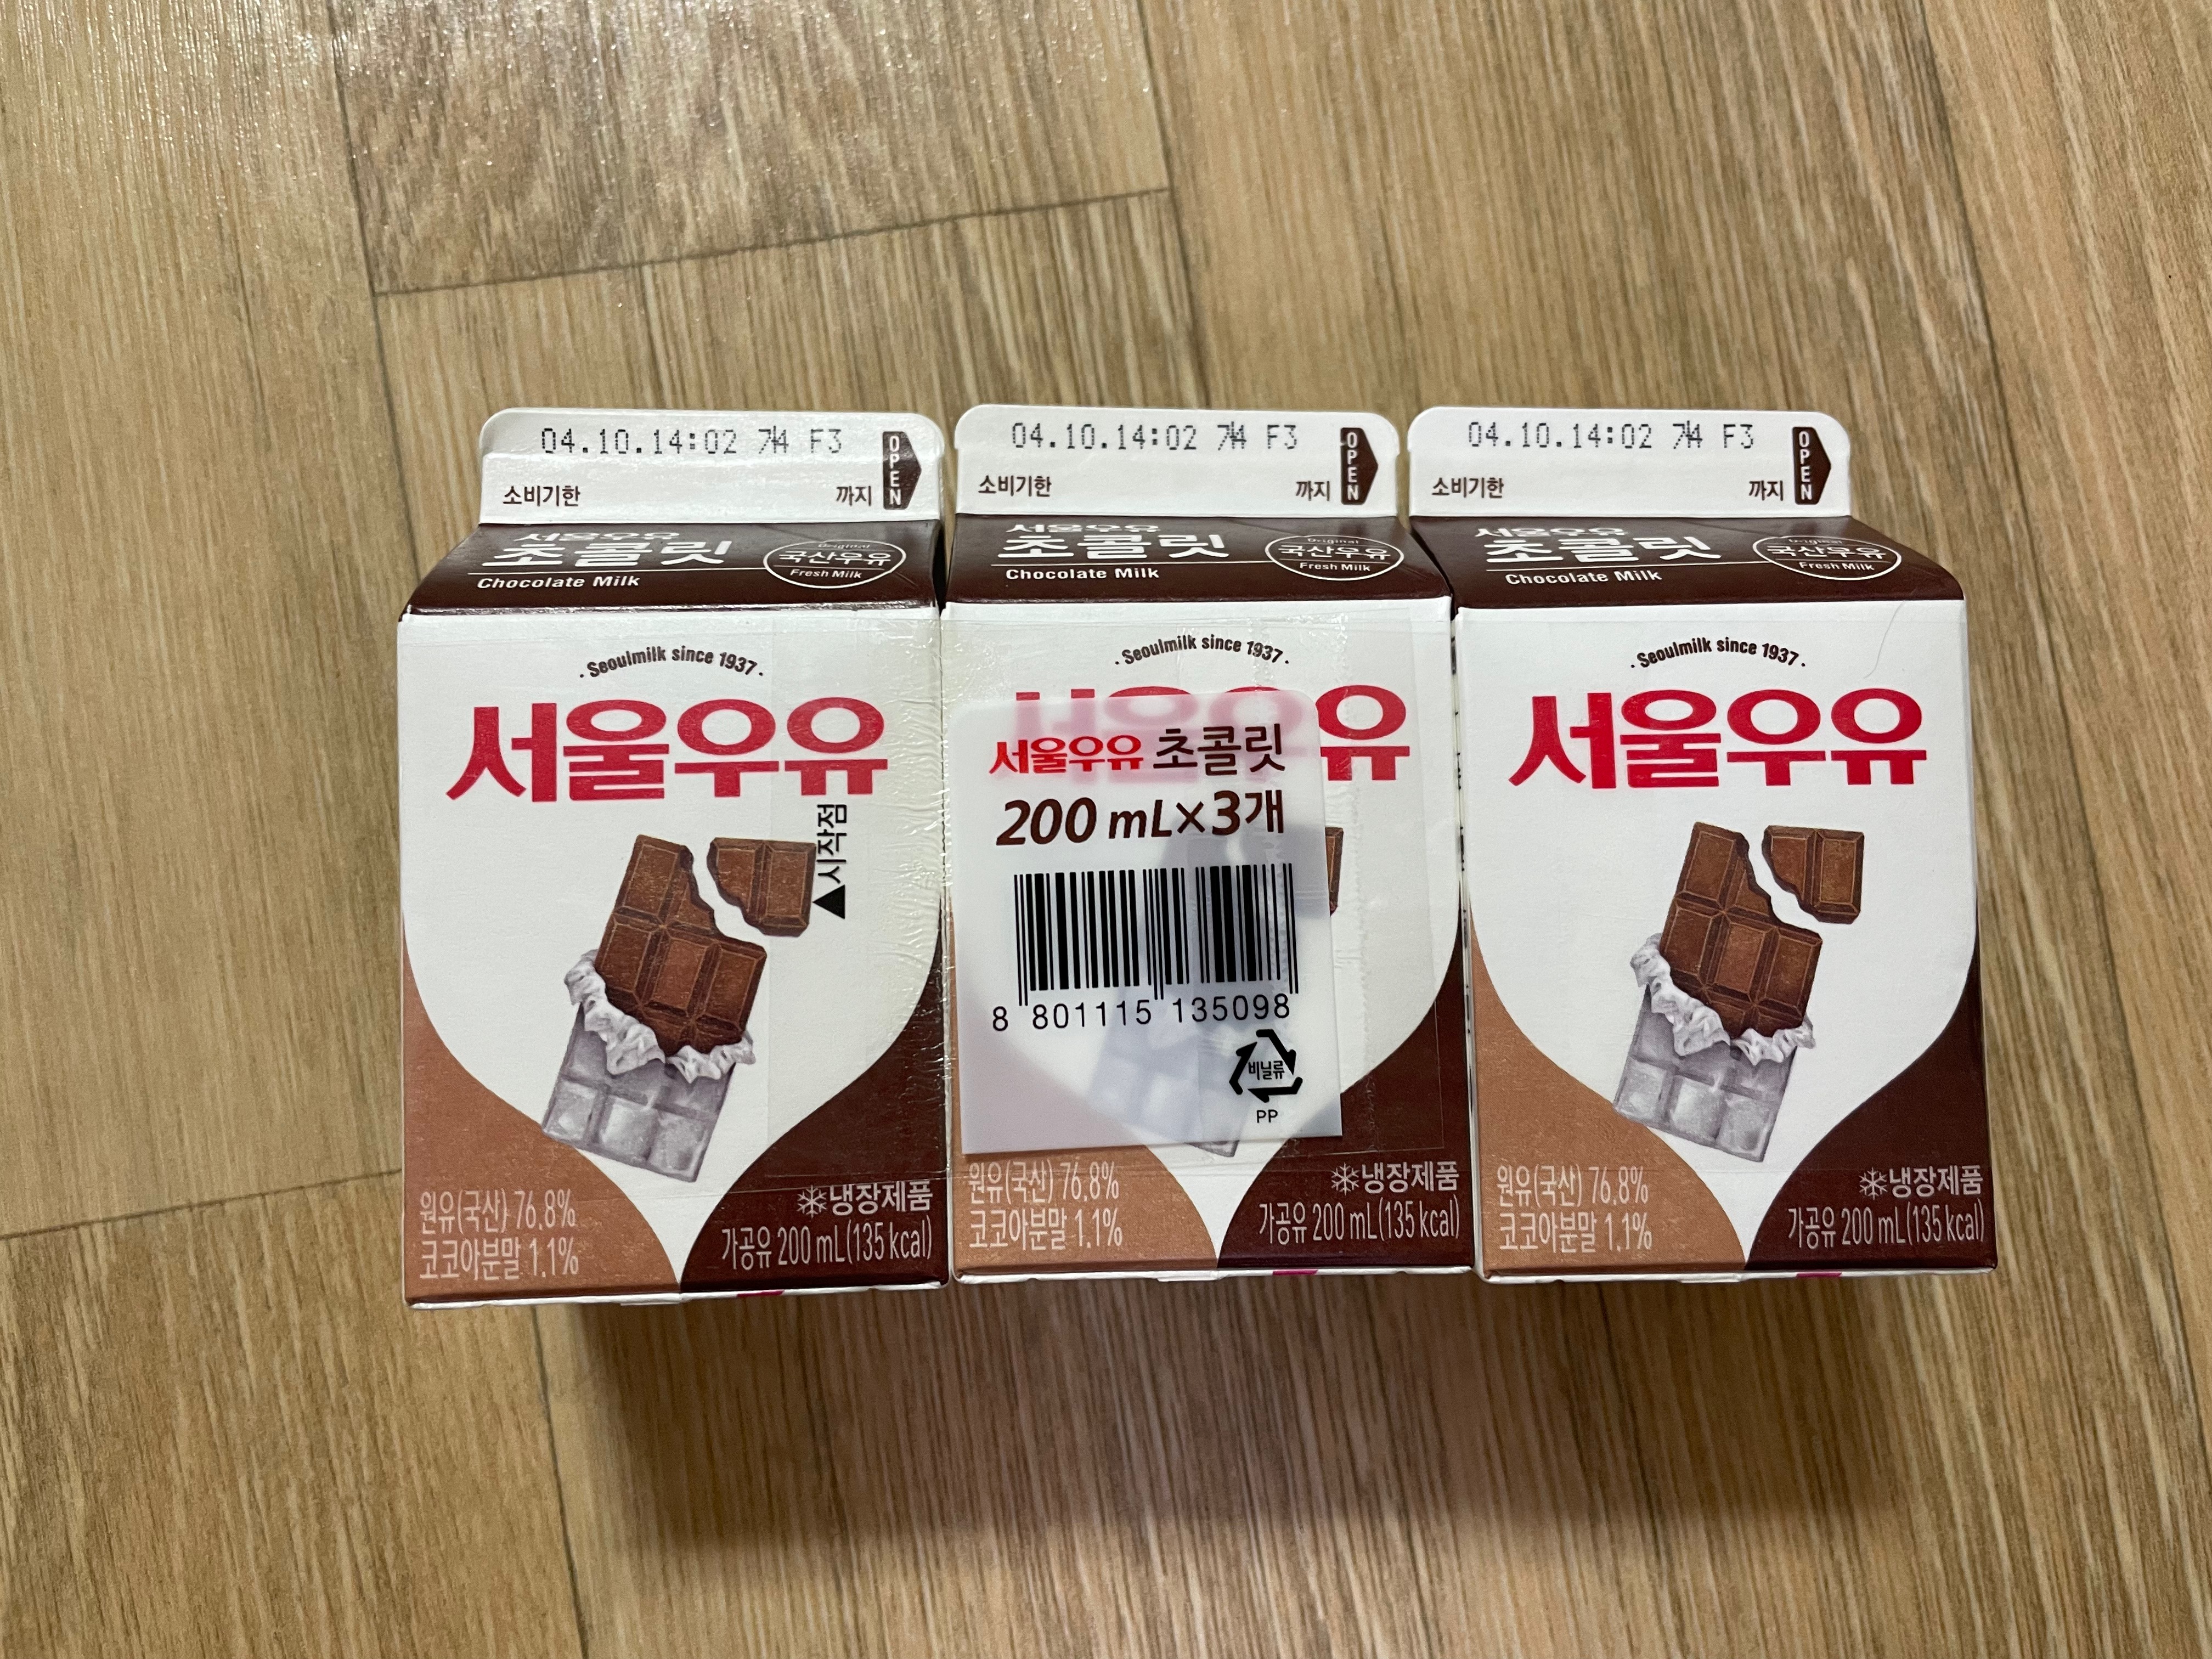 04.10.14:02 74 F3
소비기한 까지
OPEN
서울우유
초콜릿
Chocolate Milk
Original
국산우유
Fresh Milk
· Seoulmilk since 1937 ·
서울우유
▲시작점
원유(국산) 76.8%
코코아분말 1.1%
냉장제품
가공유 200 mL(135 kcal)
04.10.14:02 74 F3
소비기한 까지
OPEN
서울우유
초콜릿
Chocolate Milk
Original
국산우유
Fresh Milk
· Seoulmilk since 1937 ·
서울우유
서울우유 초콜릿
200 mL×3개
8 801115 135098
비닐류
PP
원유(국산) 76.8%
코코아분말 1.1%
냉장제품
가공유 200 mL(135 kcal)
04.10.14:02 74 F3
소비기한 까지
OPEN
서울우유
초콜릿
Chocolate Milk
Original
국산우유
Fresh Milk
· Seoulmilk since 1937 ·
서울우유
원유(국산) 76.8%
코코아분말 1.1%
냉장제품
가공유 200 mL(135 kcal)